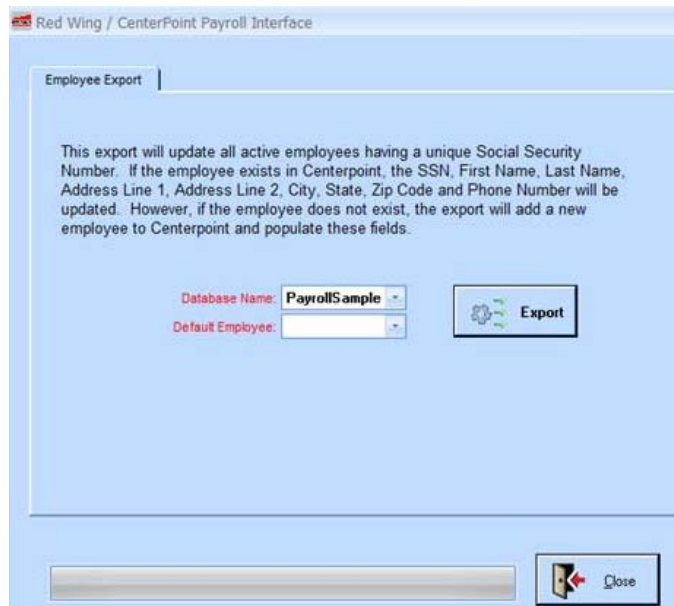 Red Wing / CenterPoint Payroll Interface
Employee Export
This export will update all active employees having a unique Social Security
Number. If the employee exists in Centerpoint, the SSN, First Name, Last Name,
Address Line 1, Address Line 2, City, State, Zip Code and Phone Number will be
updated. However, if the employee does not exist, the export will add a new
employee to Centerpoint and populate these fields.
Database Name: PayrollSample
Default Employee:
Export
Close